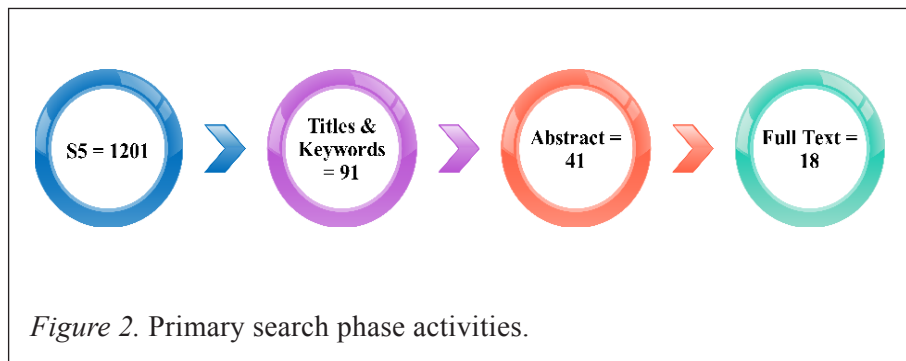 S5 = 1201
Titles &
Keywords
= 91
Abstract =
41
Full Text =
18
Figure 2. Primary search phase activities.